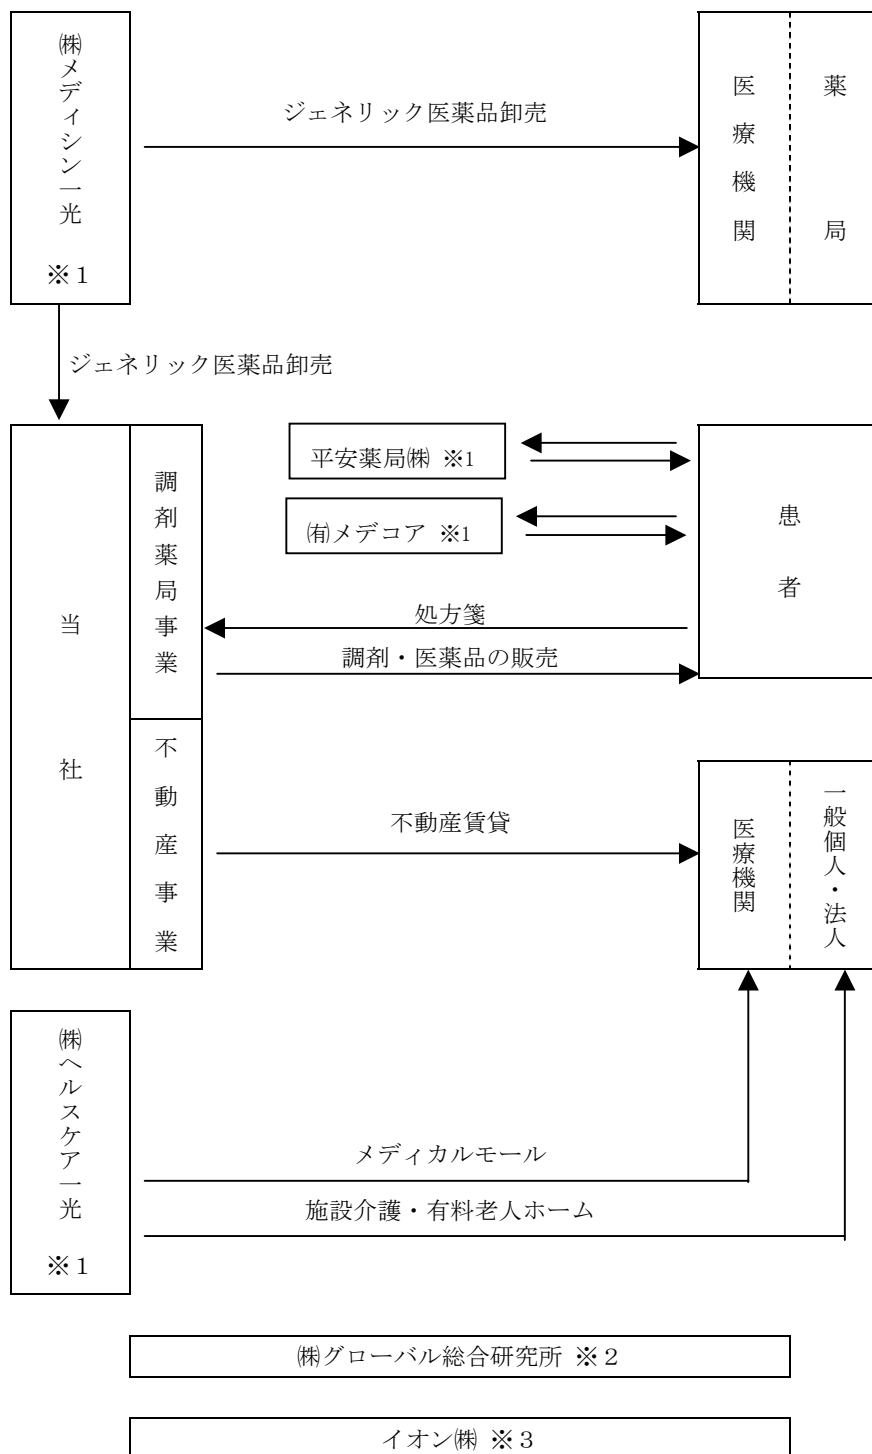 ㈱メディシン一光
※1
ジェネリック医薬品卸売
医療機関
薬局
ジェネリック医薬品卸売
当社
調剤薬局事業
不動産事業
平安薬局㈱ ※1
㈲メデコア ※1
患者
処方箋
調剤・医薬品の販売
不動産賃貸
医療機関
一般個人・法人
㈱ヘルスケア一光
※1
メディカルモール
施設介護・有料老人ホーム
㈱グローバル総合研究所 ※2
イオン㈱ ※3